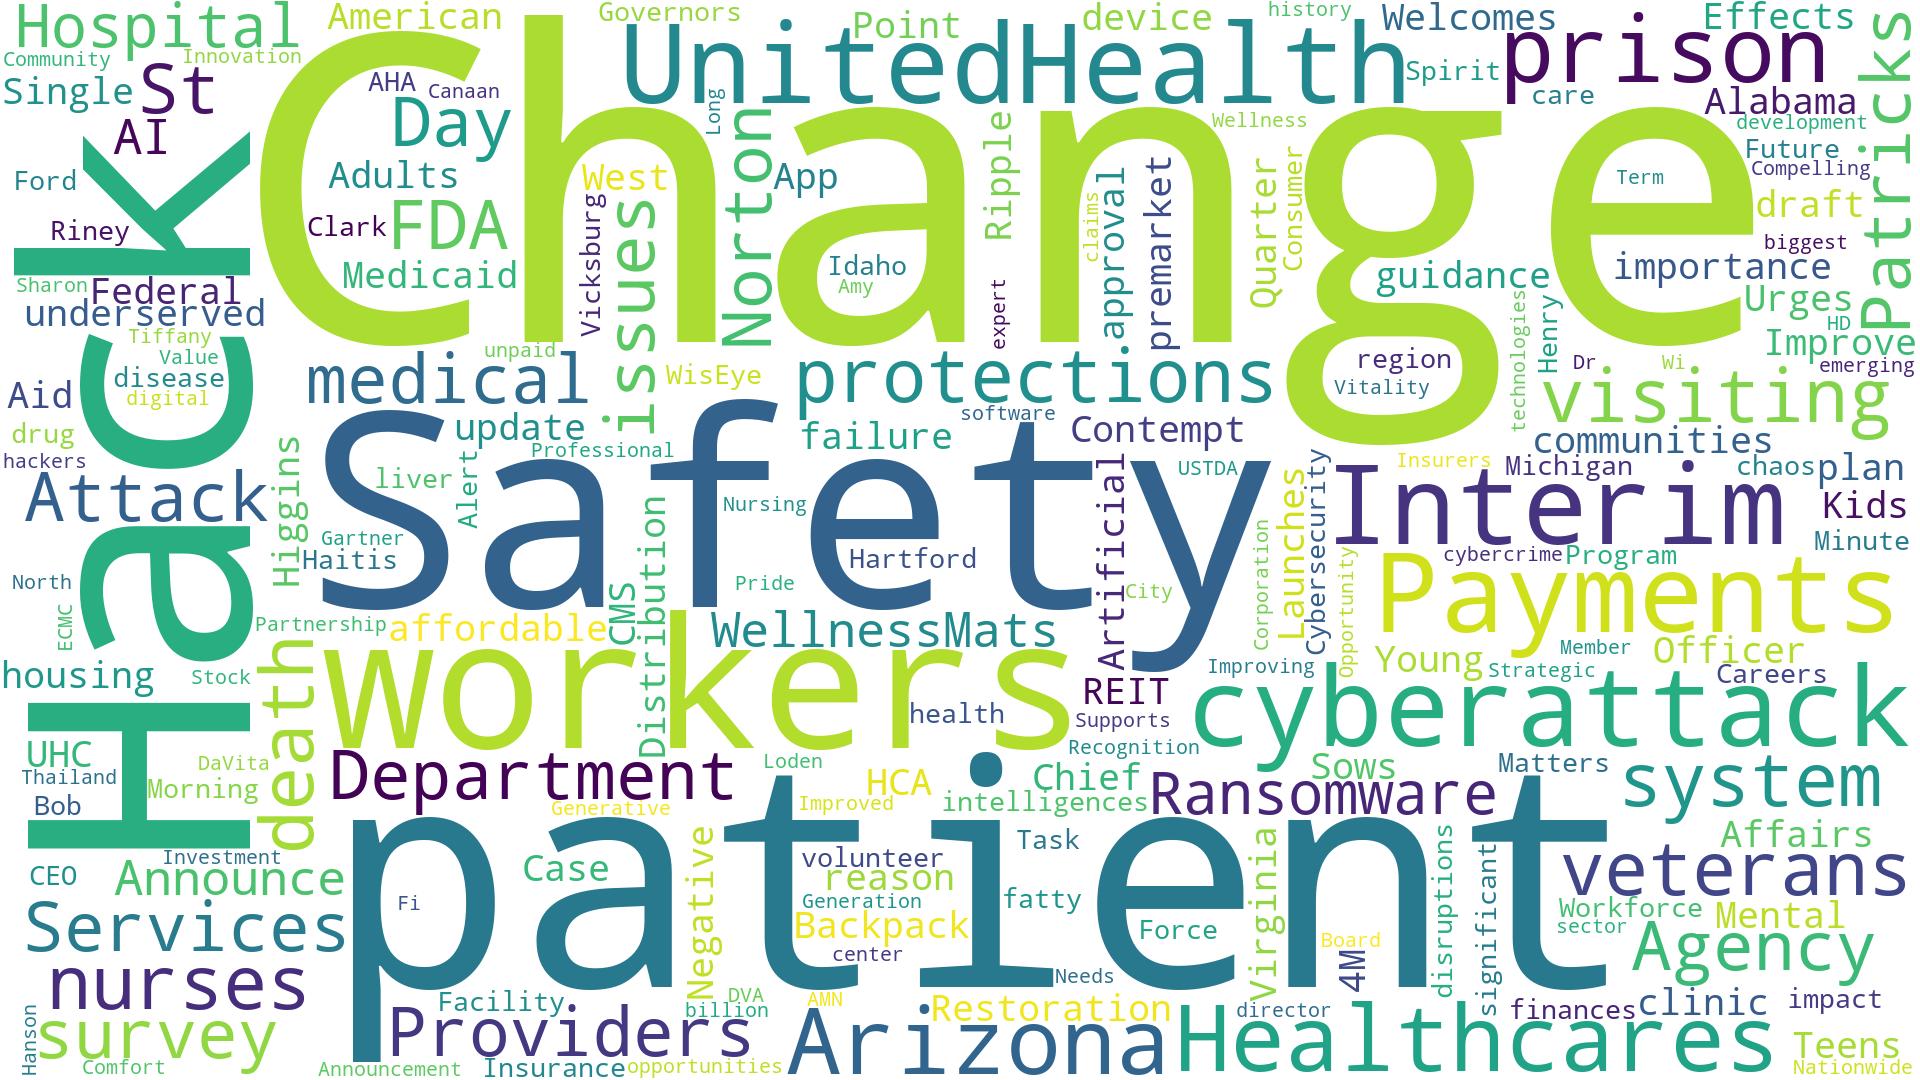 Hospital
American
Governors
Point
device
history
Welcomes
Effects
Community
Innovation
Change
UnitedHealth
Spirit
prison
Patricks
Single
St
AHA
Canaan
Day
Long
care
Alabama
AI
Wellness
development
Ford
Adults
West
Norton
App
Ripple
approval
premarket
Quarter
Consumer
Future
Compelling
Term
Hack
Riney
Clark
FDA
Vicksburg
issues
claims
draft
biggest
Sharon
Federal
Medicaid
Idaho
Amy
expert
guidance
importance
underserved
Urges
Tiffany
Value
disease
digital
unpaid
WisEye
technologies
Henry
HD
Improve
emerging
region
Vitality
Dr
Wi
Aid
medical
protections
visiting
drug
update
software
failure
Contempt
communities
hackers
Professional
Safety
Attack
Higgins
liver
Alert
Nursing
USTDA
Artificial
Launches
Cybersecurity
Insurers
Michigan
chaos
plan
Interim
Kids
Minute
Gartner
Haitis
Distribution
Hartford
cybercrime
Program
North
Pride
City
Corporation
Opportunity
Payments
ECMC
Partnership
affordable
CMS
WellnessMats
Member
Officer
housing
Stock
death
workers
Improving
Young
Strategic
Careers
REIT
health
Supports
cyberattack
UHC
DaVita
Recognition
Thailand
Morning
Department
Loden
HCA
Chief
Sows
Matters
system
Bob
Generative
Improved
intelligences
Ransomware
patient
Investment
Negative
volunteer
Task
Virginia
disruptions
significant
Affairs
CEO
Announce
Case
reason
veterans
Fi
Generation
fatty
Services
Backpack
Force
Workforce
Mental
sector
center
Board
4M
Agency
nurses
Needs
Facility
DVA
AMN
Restoration
billion
director
finances
clinic
impact
Hanson
survey
Providers
Arizona
Healthcares
Teens
Comfort
Announcement
Insurance
opportunities
Nationwide